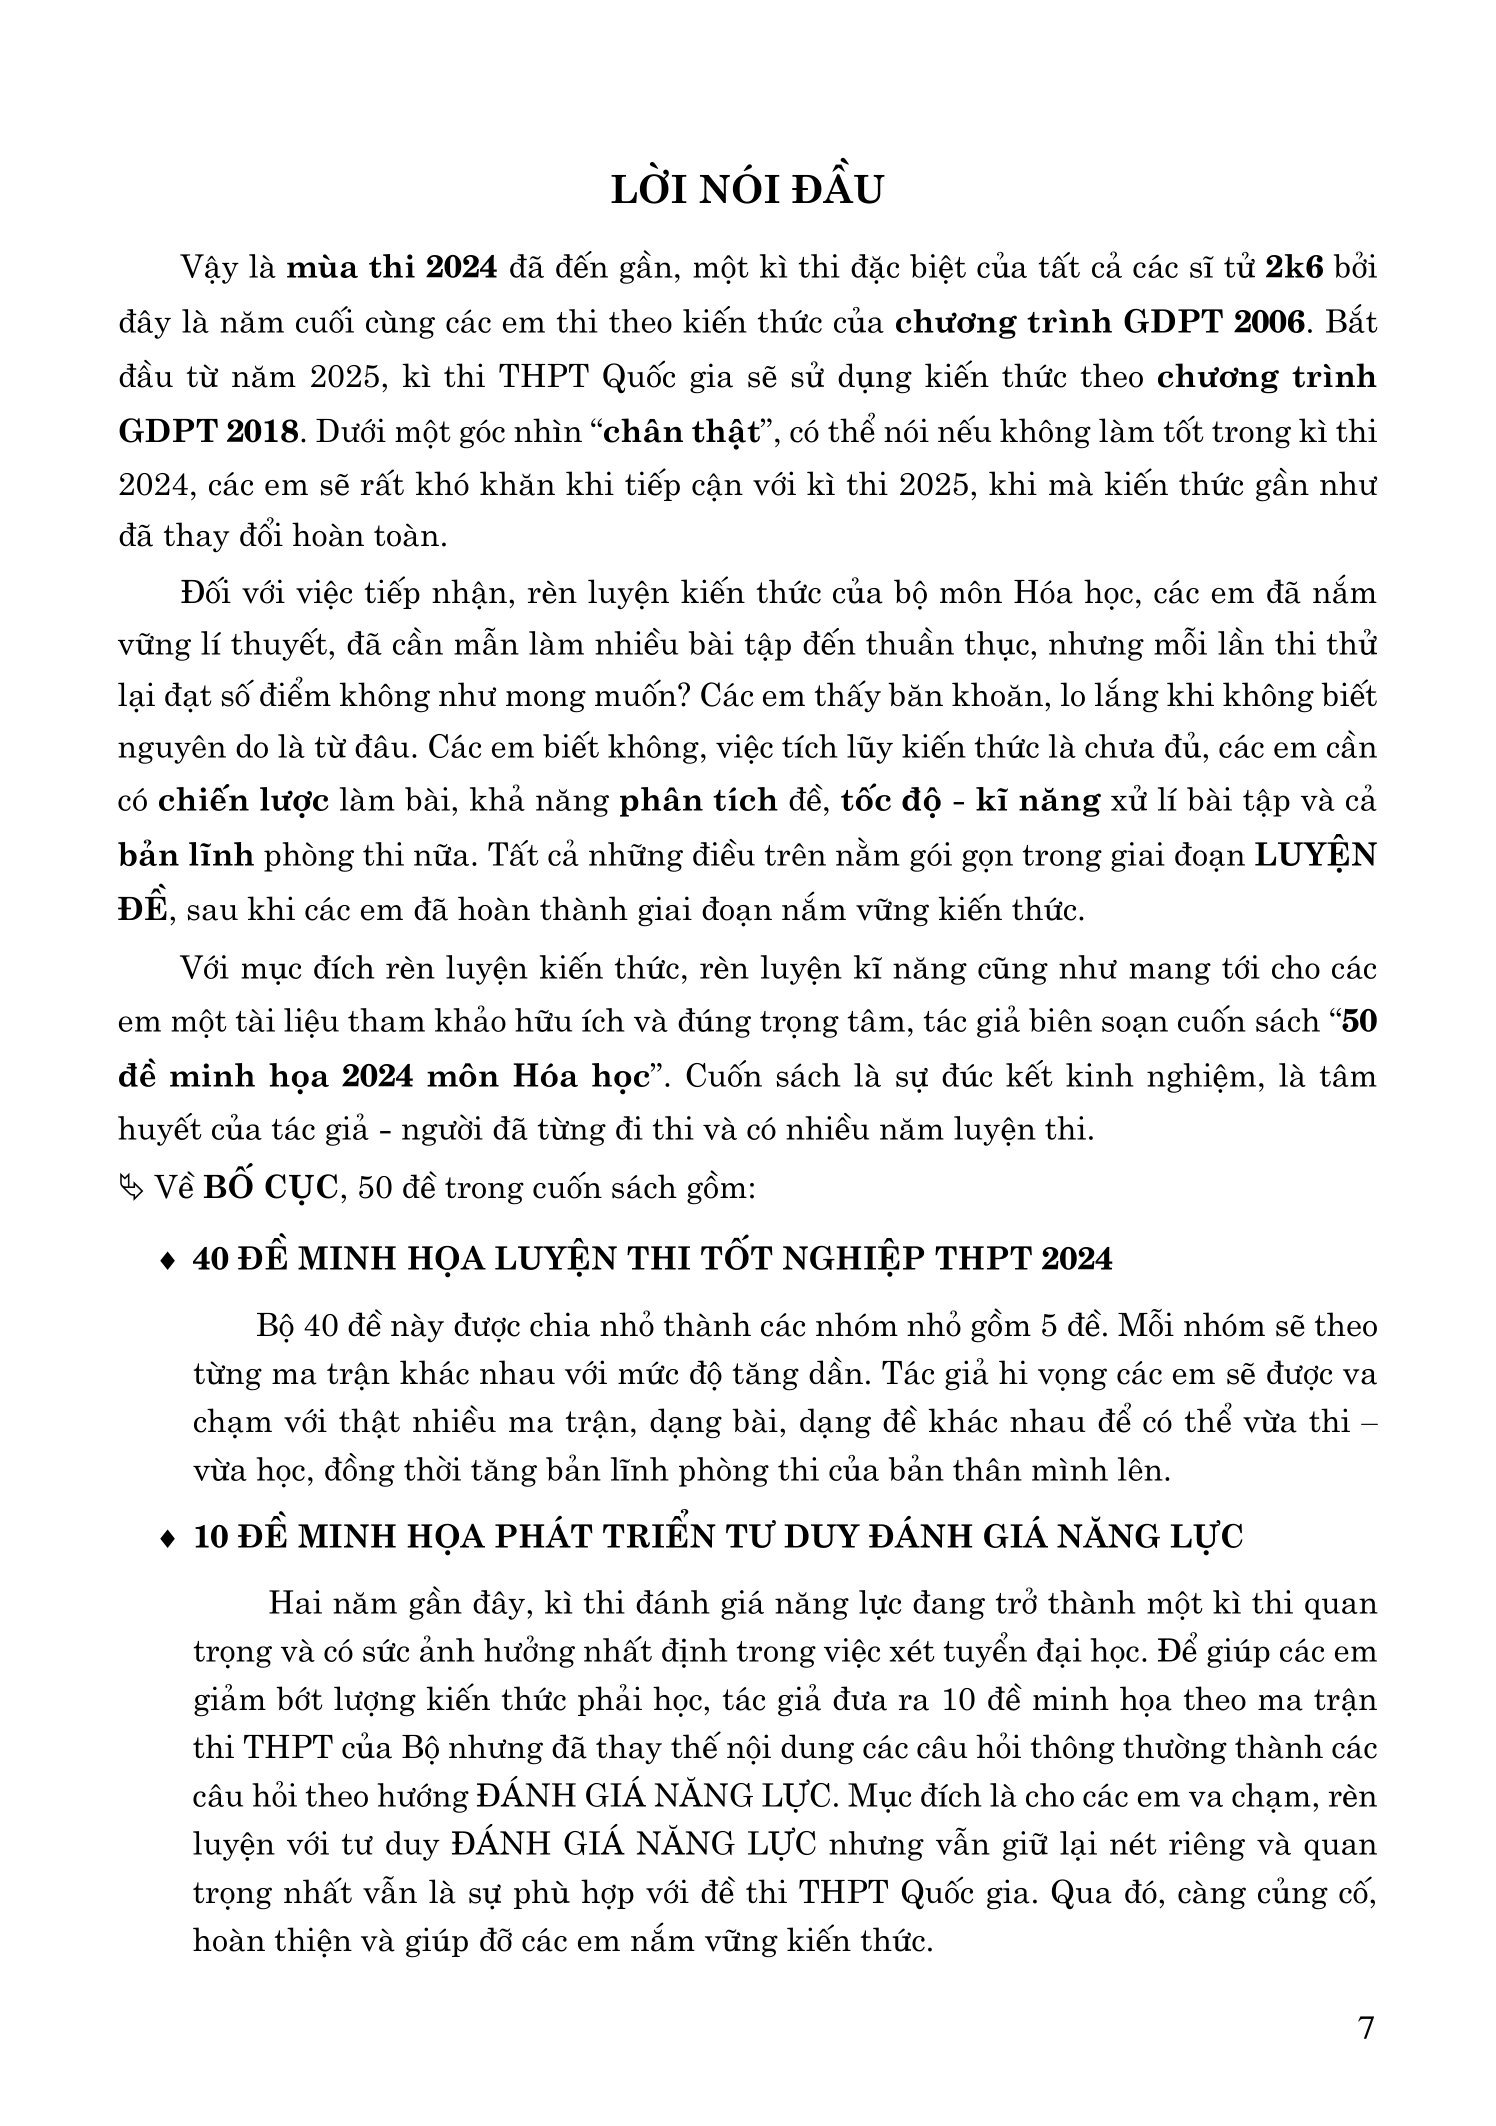 LỜI NÓI ĐẦU
Vậy là mùa thi 2024 đã đến gần, một kì thi đặc biệt của tất cả các sĩ tử 2k6 bởi
đây là năm cuối cùng các em thi theo kiến thức của chương trình GDPT 2006. Bắt
đầu từ năm 2025, kì thi THPT Quốc gia sẽ sử dụng kiến thức theo chương trình
GDPT 2018. Dưới một góc nhìn “chân thật”, có thể nói nếu không làm tốt trong kì thi
2024, các em sẽ rất khó khăn khi tiếp cận với kì thi 2025, khi mà kiến thức gần như
đã thay đổi hoàn toàn.
Đối với việc tiếp nhận, rèn luyện kiến thức của bộ môn Hóa học, các em đã nắm
vững lí thuyết, đã cần mẫn làm nhiều bài tập đến thuần thục, nhưng mỗi lần thi thử
lại đạt số điểm không như mong muốn? Các em thấy băn khoăn, lo lắng khi không biết
nguyên do là từ đâu. Các em biết không, việc tích lũy kiến thức là chưa đủ, các em cần
có chiến lược làm bài, khả năng phân tích đề, tốc độ - kĩ năng xử lí bài tập và cả
bản lĩnh phòng thi nữa. Tất cả những điều trên nằm gói gọn trong giai đoạn LUYỆN
ĐỀ, sau khi các em đã hoàn thành giai đoạn nắm vững kiến thức.
Với mục đích rèn luyện kiến thức, rèn luyện kĩ năng cũng như mang tới cho các
em một tài liệu tham khảo hữu ích và đúng trọng tâm, tác giả biên soạn cuốn sách “50
đề minh họa 2024 môn Hóa học”. Cuốn sách là sự đúc kết kinh nghiệm, là tâm
huyết của tác giả - người đã từng đi thi và có nhiều năm luyện thi.
Về BỐ CỤC, 50 đề trong cuốn sách gồm:
♦ 40 ĐỀ MINH HỌA LUYỆN THI TỐT NGHIỆP THPT 2024
Bộ 40 đề này được chia nhỏ thành các nhóm nhỏ gồm 5 đề. Mỗi nhóm sẽ theo
từng ma trận khác nhau với mức độ tăng dần. Tác giả hi vọng các em sẽ được va
chạm với thật nhiều ma trận, dạng bài, dạng đề khác nhau để có thể vừa thi –
vừa học, đồng thời tăng bản lĩnh phòng thi của bản thân mình lên.
♦ 10 ĐỀ MINH HỌA PHÁT TRIỂN TƯ DUY ĐÁNH GIÁ NĂNG LỰC
Hai năm gần đây, kì thi đánh giá năng lực đang trở thành một kì thi quan
trọng và có sức ảnh hưởng nhất định trong việc xét tuyển đại học. Để giúp các em
giảm bớt lượng kiến thức phải học, tác giả đưa ra 10 đề minh họa theo ma trận
thi THPT của Bộ nhưng đã thay thế nội dung các câu hỏi thông thường thành các
câu hỏi theo hướng ĐÁNH GIÁ NĂNG LỰC. Mục đích là cho các em va chạm, rèn
luyện với tư duy ĐÁNH GIÁ NĂNG LỰC nhưng vẫn giữ lại nét riêng và quan
trọng nhất vẫn là sự phù hợp với đề thi THPT Quốc gia. Qua đó, càng củng cố,
hoàn thiện và giúp đỡ các em nắm vững kiến thức.
7